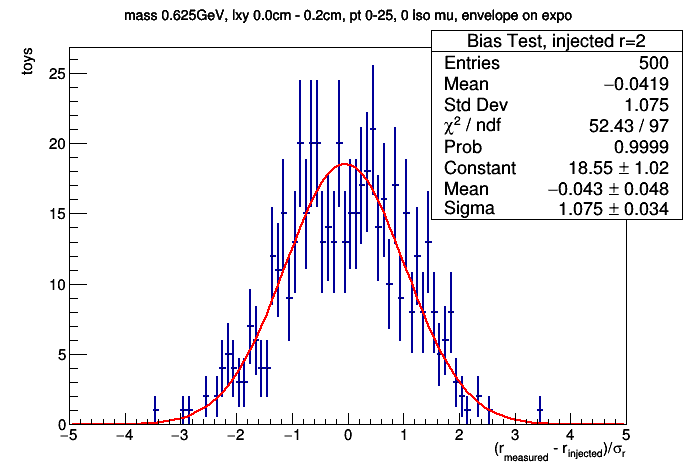 mass 0.625GeV, lxy 0.0cm - 0.2cm, pt 0-25, 0 Iso mu, envelope on expo
toys
Bias Test, injected r=2
Entries 500
Mean −0.0419
Std Dev 1.075
χ² / ndf 52.43 / 97
Prob 0.9999
Constant 18.55 ± 1.02
Mean −0.043 ± 0.048
Sigma 1.075 ± 0.034
25
20
15
10
5
0
−5 −4 −3 −2 −1 0 1 2 3 4 5
(r_measured - r_injected)/σ_r